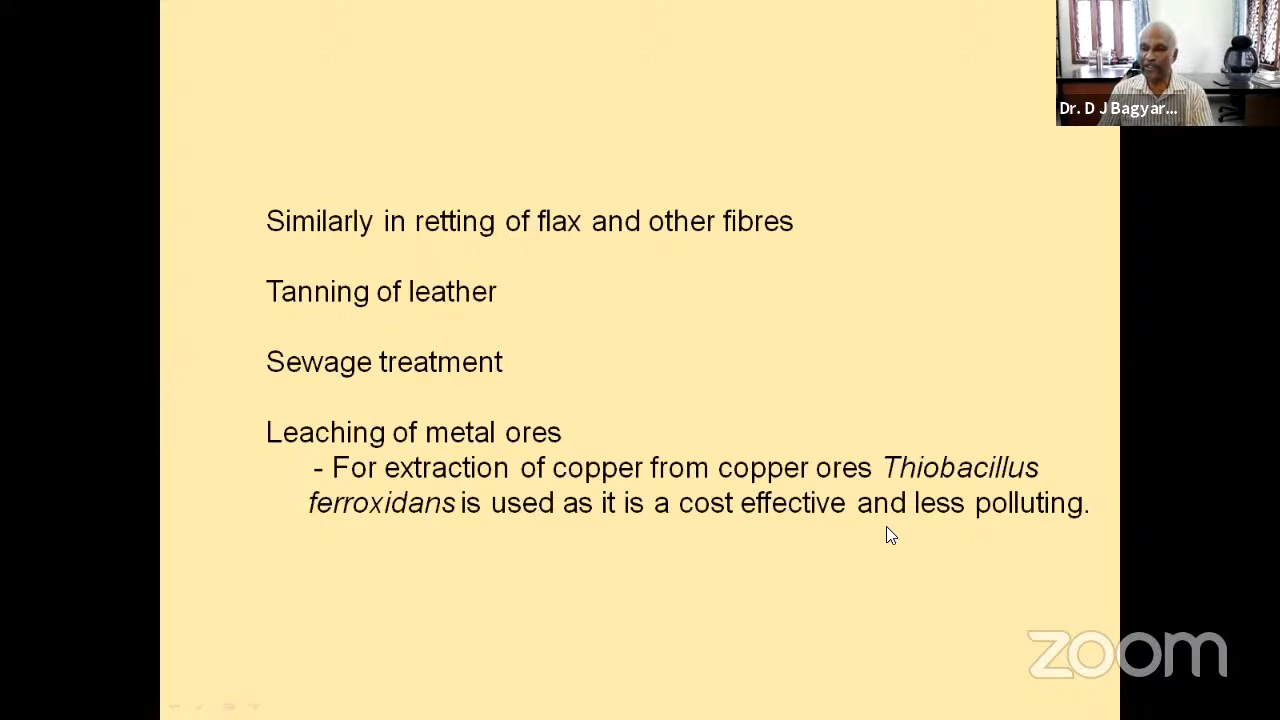 Dr. D J Bagyar...
Similarly in retting of flax and other fibres
Tanning of leather
Sewage treatment
Leaching of metal ores
- For extraction of copper from copper ores Thiobacillus
ferroxidans is used as it is a cost effective and less polluting.
zoom